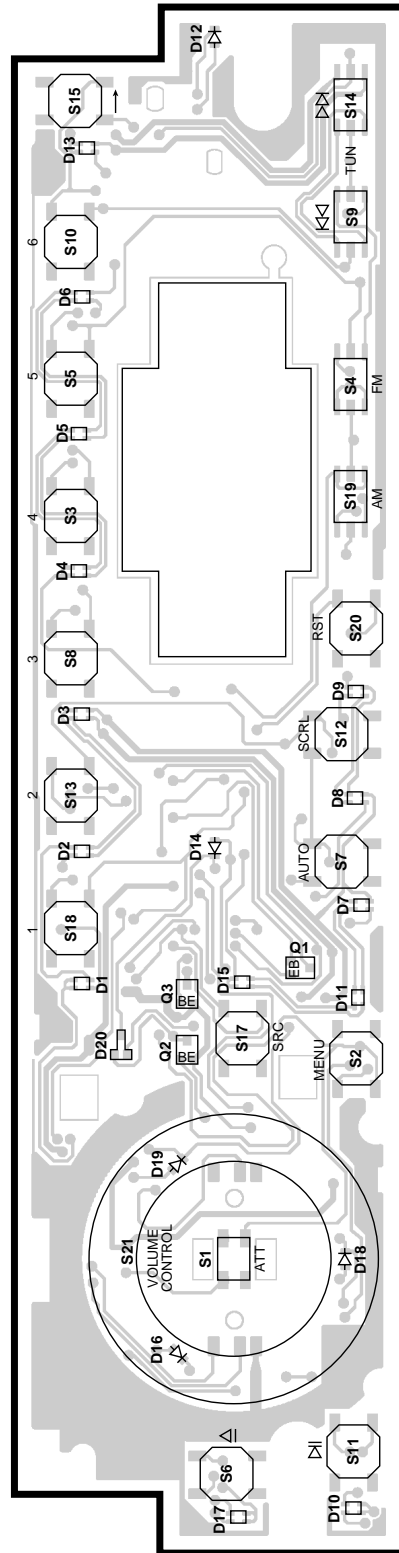 D12
S15
D13
S14
TUN
S9
6
S10
D6
5
S5
D5
S4
FM
4
S3
D4
S19
AM
3
S8
D3
RST
S20
D9
SCRL
S12
2
S13
D2
D14
D8
AUTO
S7
D7
1
S18
D1
Q3
BE
D15
Q1
EB
D11
D20
Q2
BE
S17
SRC
MENU
S2
D19
S21
VOLUME
CONTROL
S1
ATT
D18
D16
S6
D17
S11
D10